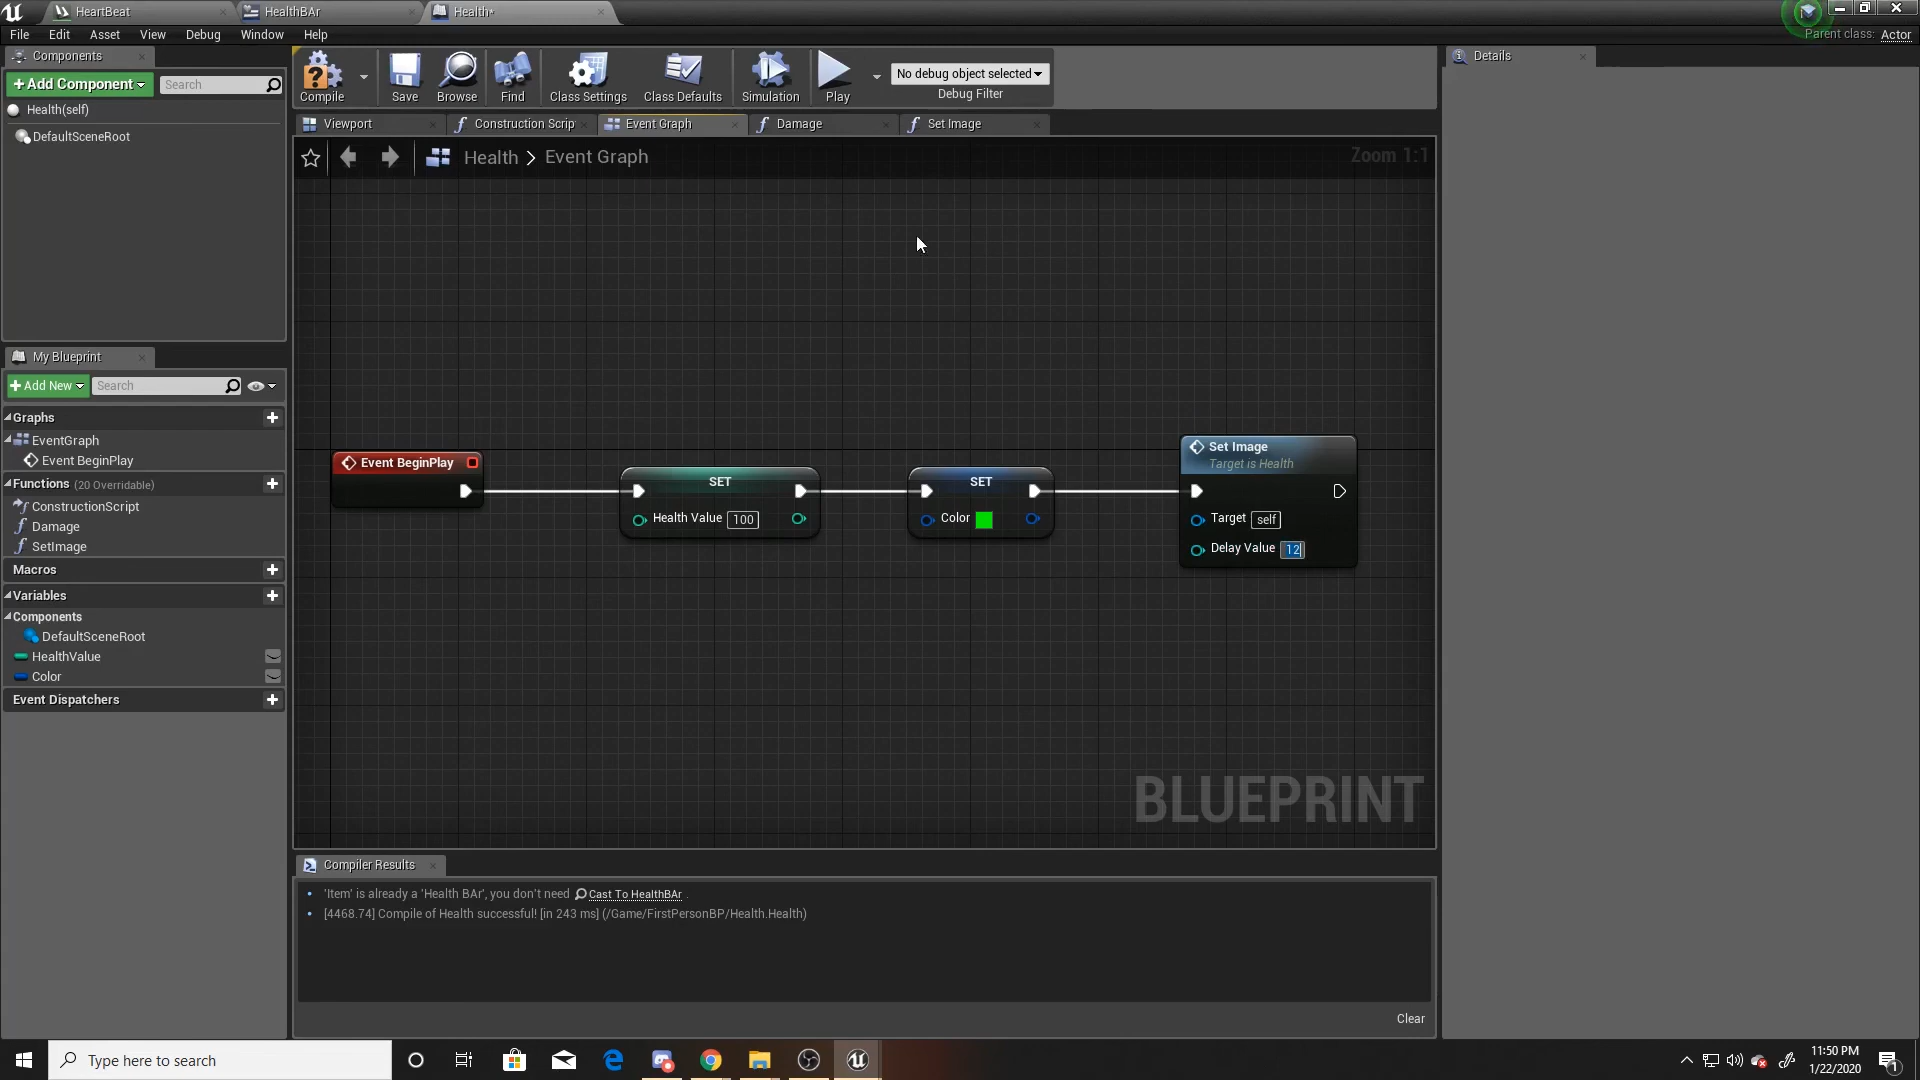 HeartBeat
HealthBAr
Health*
File Edit Asset View Debug Window Help
Parent class: Actor
Components
+ Add Component
Search
Health(self)
DefaultSceneRoot
Compile
Save
Browse
Find
Class Settings
Class Defaults
Simulation
Play
No debug object selected
Debug Filter
Details
Viewport
Construction Scrip
Event Graph
Damage
Set Image
Health > Event Graph
Zoom 1:1
My Blueprint
+ Add New
Search
Graphs
EventGraph
Event BeginPlay
Functions (20 Overridable)
ConstructionScript
Damage
SetImage
Macros
Variables
Components
DefaultSceneRoot
HealthValue
Color
Event Dispatchers
Event BeginPlay
SET
Health Value 100
SET
Color
Set Image
Target is Health
Target self
Delay Value 12
BLUEPRINT
Compiler Results
'Item' is already a 'Health BAr', you don't need Cast To HealthBAr .
[4468.74] Compile of Health successful! [in 243 ms] (/Game/FirstPersonBP/Health.Health)
Clear
Type here to search
11:50 PM
1/22/2020
1